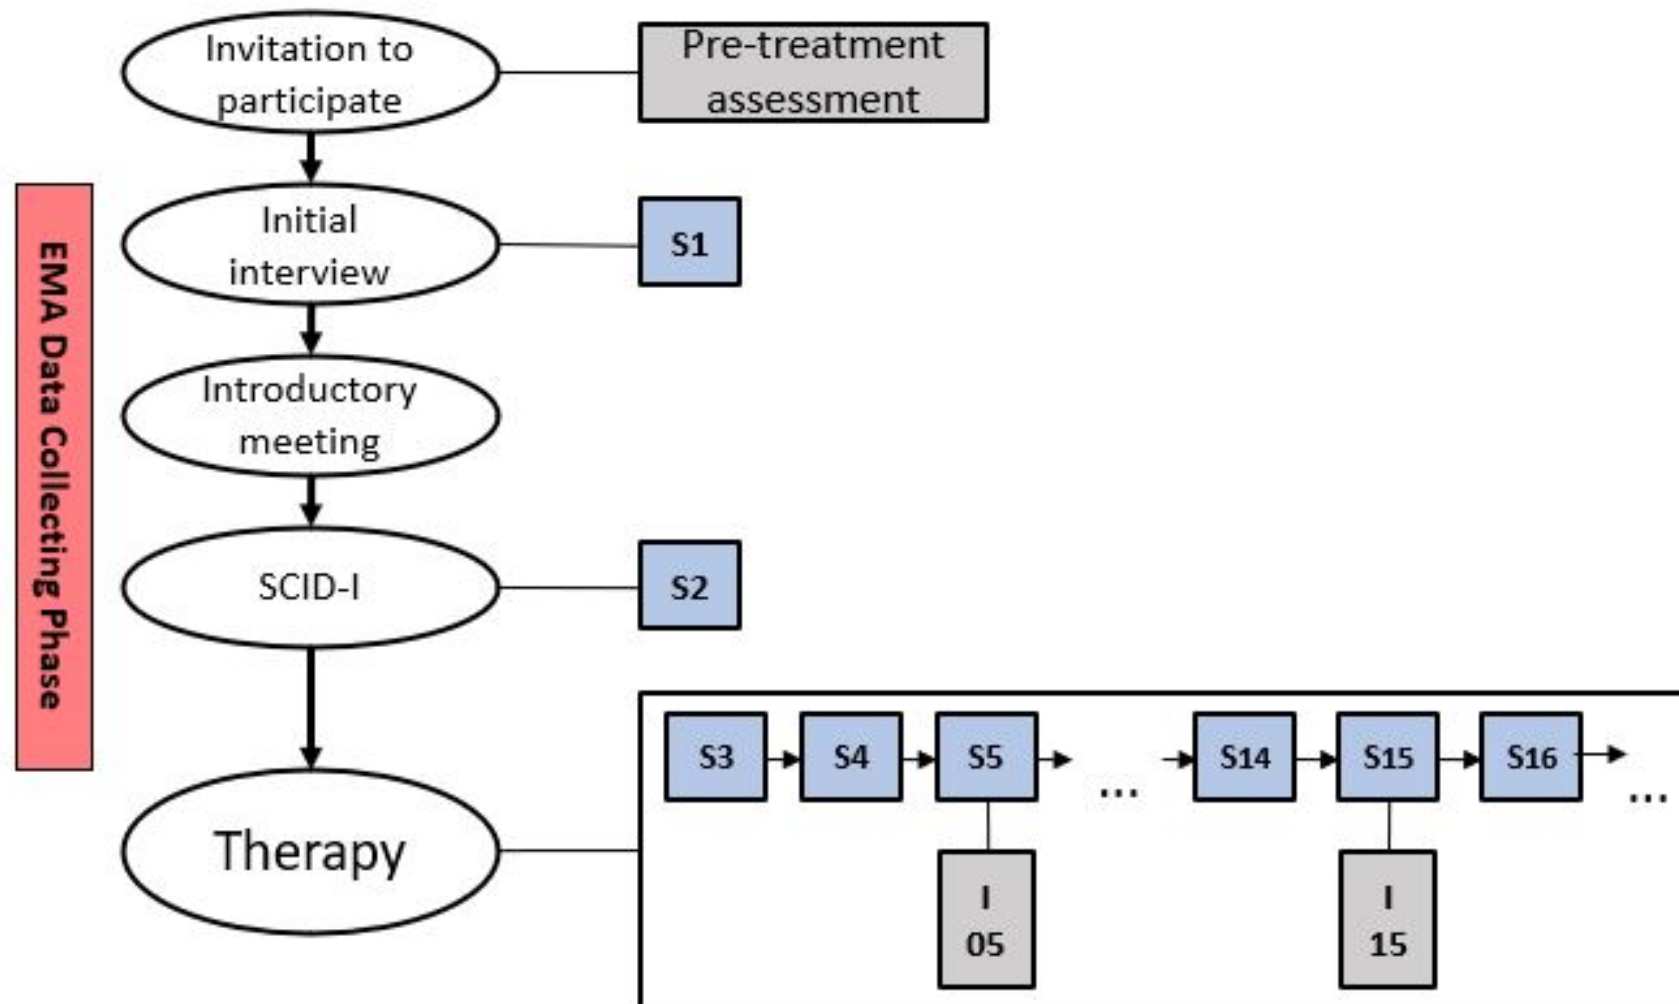 Invitation to
participate
Pre-treatment
assessment
EMA Data Collecting Phase
Initial
interview
S1
Introductory
meeting
SCID-I
S2
Therapy
S3
S4
S5
...
S14
S15
S16
...
I
05
I
15